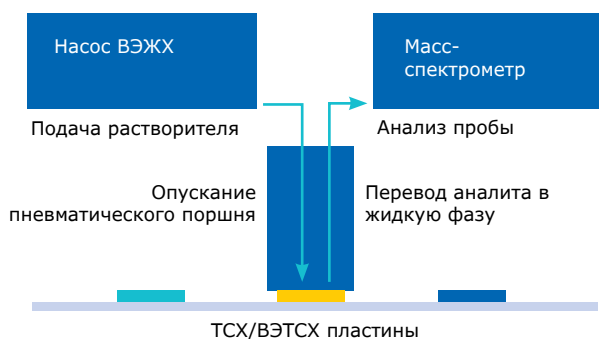 Насос ВЭЖХ
Масс-
спектрометр
Подача растворителя
Анализ пробы
Опускание
пневматического поршня
Перевод аналита в
жидкую фазу
ТСХ/ВЭТСХ пластины